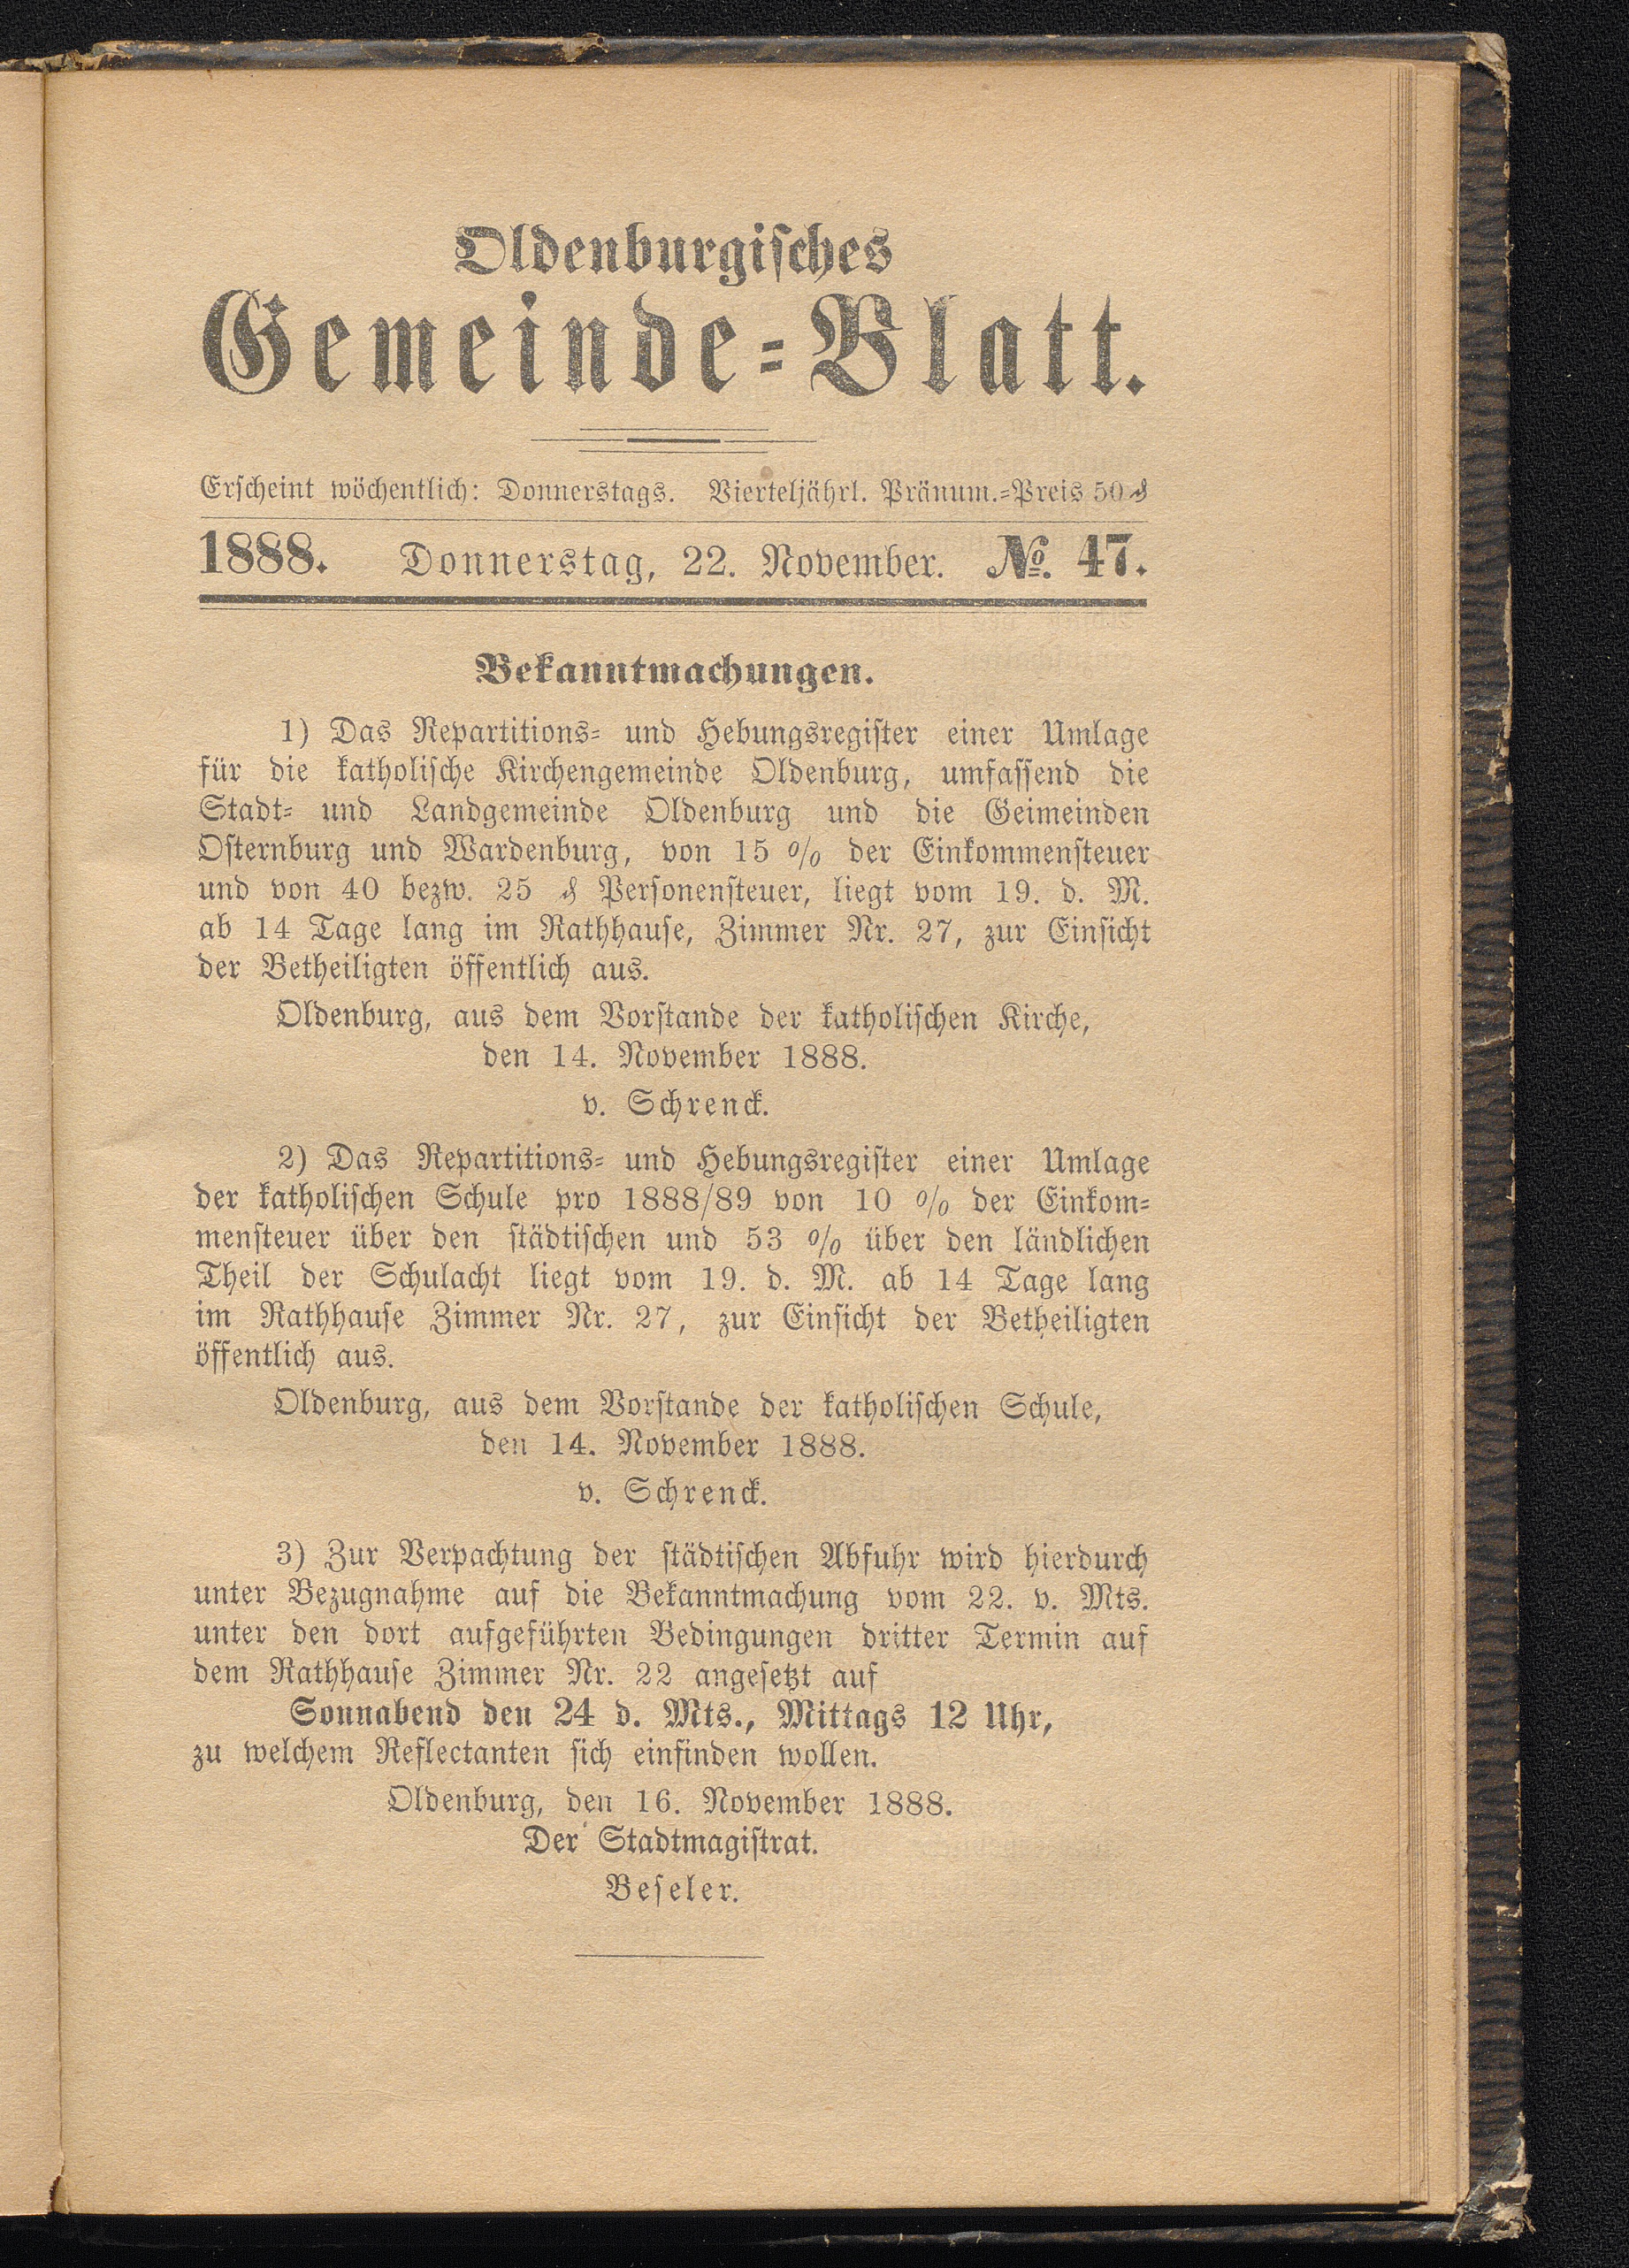 Oldenburgisches
Gemeinde=Blatt.
Erscheint wöchentlich: Donnerstags. Vierteljährl. Pränum.=Preis 50 ₰
1888. Donnerstag, 22. November. №. 47.
Bekanntmachungen.
1) Das Repartitions= und Hebungsregister einer Umlage
für die katholische Kirchengemeinde Oldenburg, umfassend die
Stadt= und Landgemeinde Oldenburg und die Geimeinden
Osternburg und Wardenburg, von 15 % der Einkommensteuer
und von 40 bezw. 25 ₰ Personensteuer, liegt vom 19. d. M.
ab 14 Tage lang im Rathhause, Zimmer Nr. 27, zur Einsicht
der Betheiligten öffentlich aus.
Oldenburg, aus dem Vorstande der katholischen Kirche,
den 14. November 1888.
v. Schrenck.
2) Das Repartitions= und Hebungsregister einer Umlage
der katholischen Schule pro 1888/89 von 10 % der Einkom=
mensteuer über den städtischen und 53 % über den ländlichen
Theil der Schulacht liegt vom 19. d. M. ab 14 Tage lang
im Rathhause Zimmer Nr. 27, zur Einsicht der Betheiligten
öffentlich aus.
Oldenburg, aus dem Vorstande der katholischen Schule,
den 14. November 1888.
v. Schrenck.
3) Zur Verpachtung der städtischen Abfuhr wird hierdurch
unter Bezugnahme auf die Bekanntmachung vom 22. v. Mts.
unter den dort aufgeführten Bedingungen dritter Termin auf
dem Rathhause Zimmer Nr. 22 angesetzt auf
Sonnabend den 24 d. Mts., Mittags 12 Uhr,
zu welchem Reflectanten sich einfinden wollen.
Oldenburg, den 16. November 1888.
Der Stadtmagistrat.
Beseler.